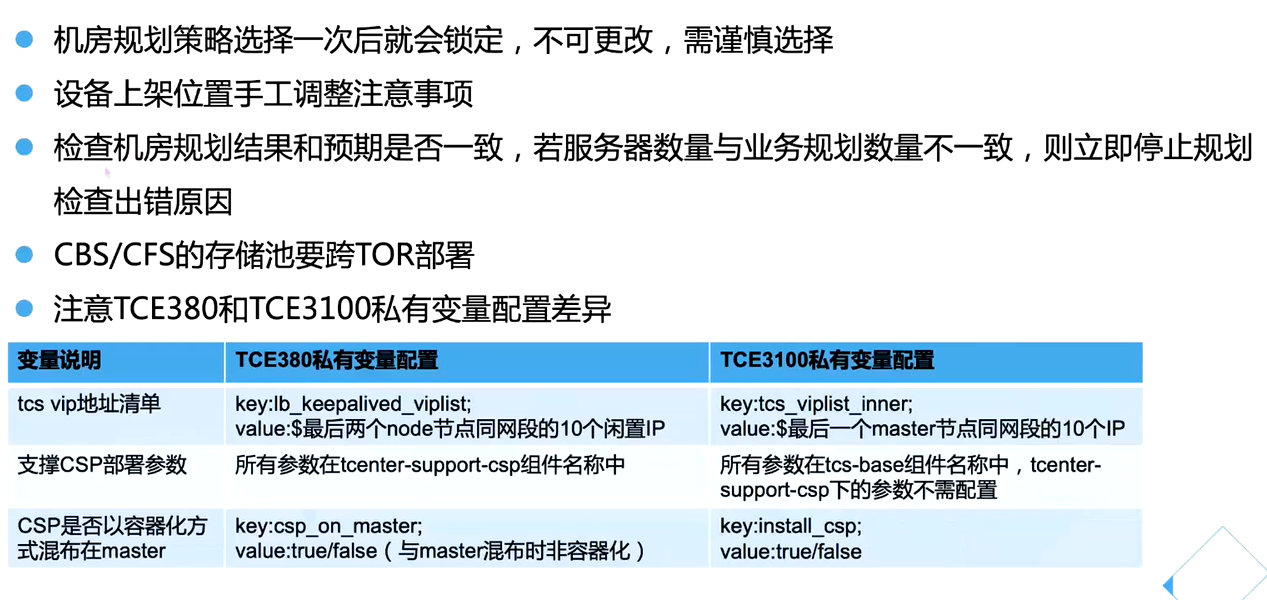 机房规划策略选择一次后就会锁定，不可更改，需谨慎选择
设备上架位置手工调整注意事项
检查机房规划结果和预期是否一致，若服务器数量与业务规划数量不一致，则立即停止规划
检查出错原因
CBS/CFS的存储池要跨TOR部署
注意TCE380和TCE3100私有变量配置差异
变量说明 TCE380私有变量配置 TCE3100私有变量配置
tcs vip地址清单 key:lb_keepalived_viplist; key:tcs_viplist_inner;
value:$最后两个node节点同网段的10个闲置IP value:$最后一个master节点同网段的10个IP
支撑CSP部署参数 所有参数在tcenter-support-csp组件名称中 所有参数在tcs-base组件名称中，tcenter-
support-csp下的参数不需配置
CSP是否以容器化方 key:csp_on_master; key:install_csp;
式混布在master value:true/false（与master混布时非容器化） value:true/false